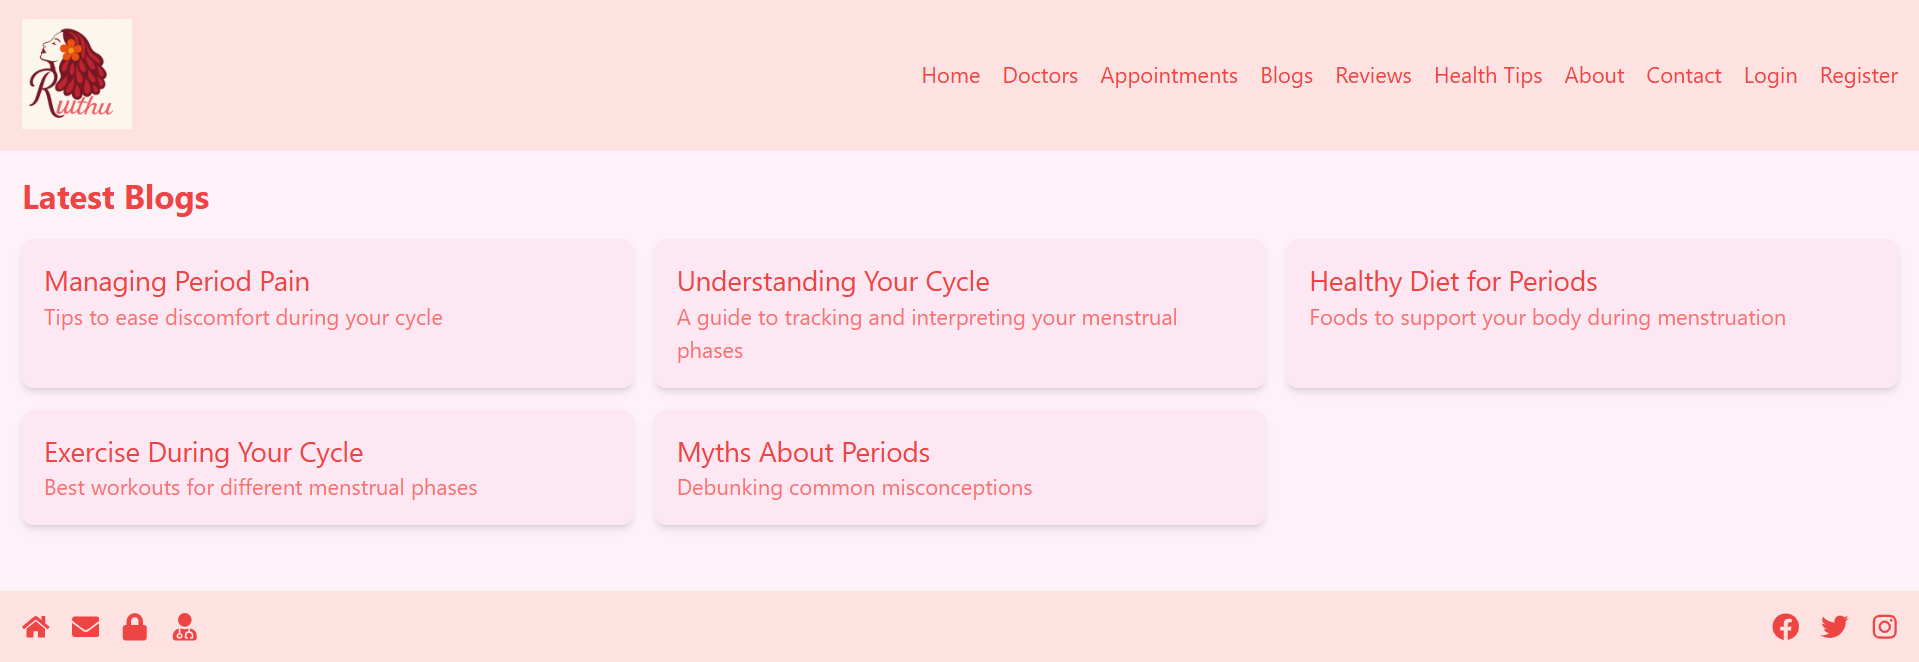 Ruithu
Home Doctors Appointments Blogs Reviews Health Tips About Contact Login Register
Latest Blogs
Managing Period Pain
Tips to ease discomfort during your cycle
Understanding Your Cycle
A guide to tracking and interpreting your menstrual
phases
Healthy Diet for Periods
Foods to support your body during menstruation
Exercise During Your Cycle
Best workouts for different menstrual phases
Myths About Periods
Debunking common misconceptions